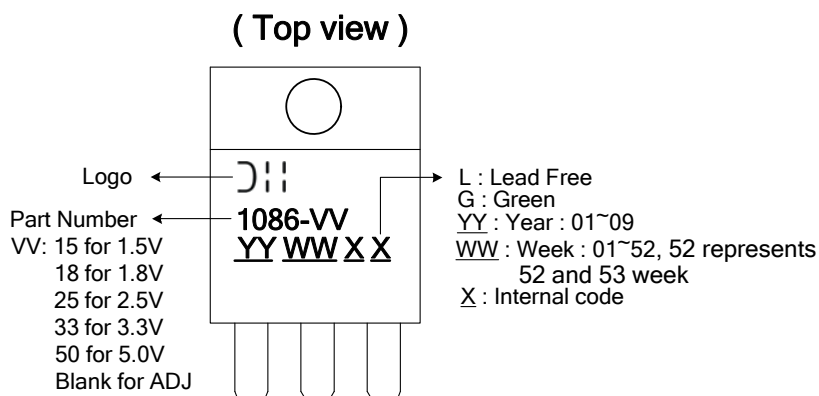 ( Top view )
Logo
Part Number
VV: 15 for 1.5V
18 for 1.8V
25 for 2.5V
33 for 3.3V
50 for 5.0V
Blank for ADJ
1086-VV
YY WW X X
L : Lead Free
G : Green
YY : Year : 01~09
WW : Week : 01~52, 52 represents
52 and 53 week
X : Internal code